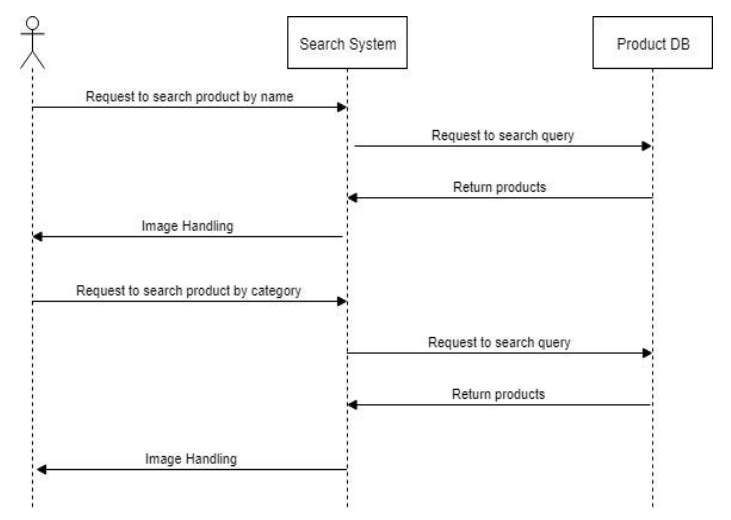 Search System
Product DB
Request to search product by name
Request to search query
Return products
Image Handling
Request to search product by category
Request to search query
Return products
Image Handling